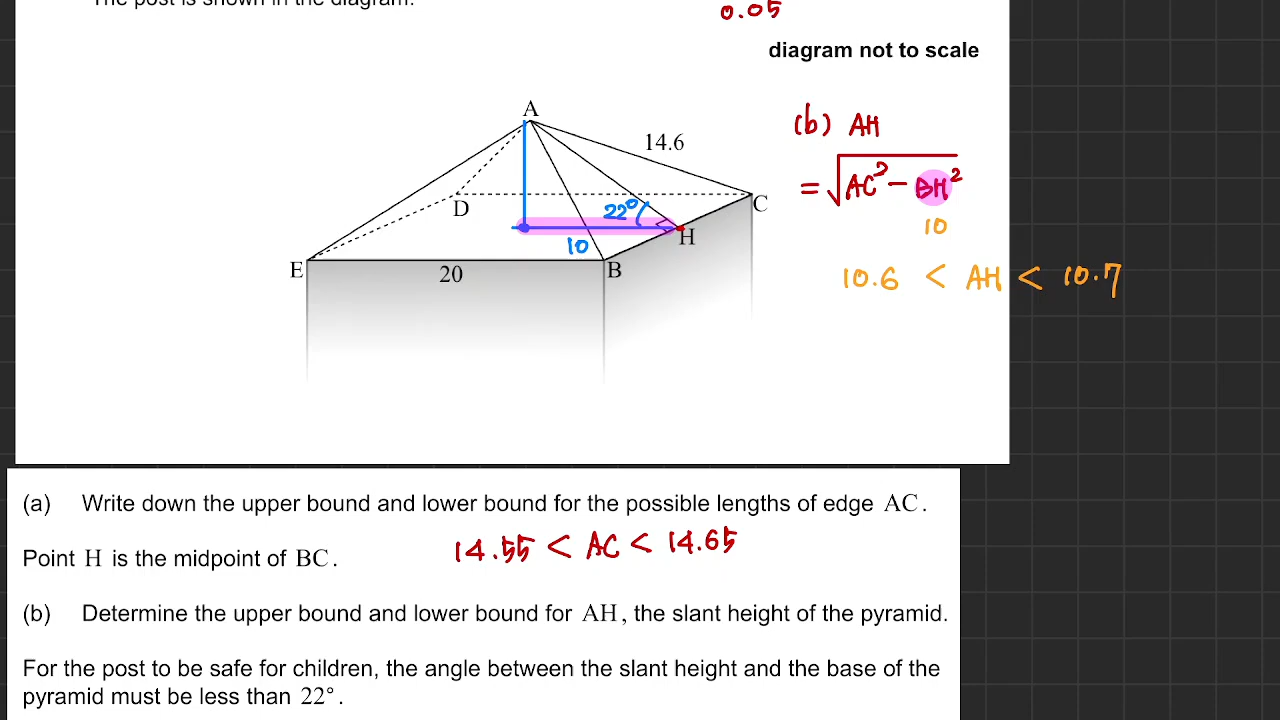 The post is shown in the diagram.
0.05
diagram not to scale
A
14.6
(b) AH
= √AC² − BH²
D
22°
C
10
H
10
E
20
B
10.6 < AH < 10.7
(a) Write down the upper bound and lower bound for the possible lengths of edge AC.
14.55 < AC < 14.65
Point H is the midpoint of BC.
(b) Determine the upper bound and lower bound for AH, the slant height of the pyramid.
For the post to be safe for children, the angle between the slant height and the base of the
pyramid must be less than 22°.